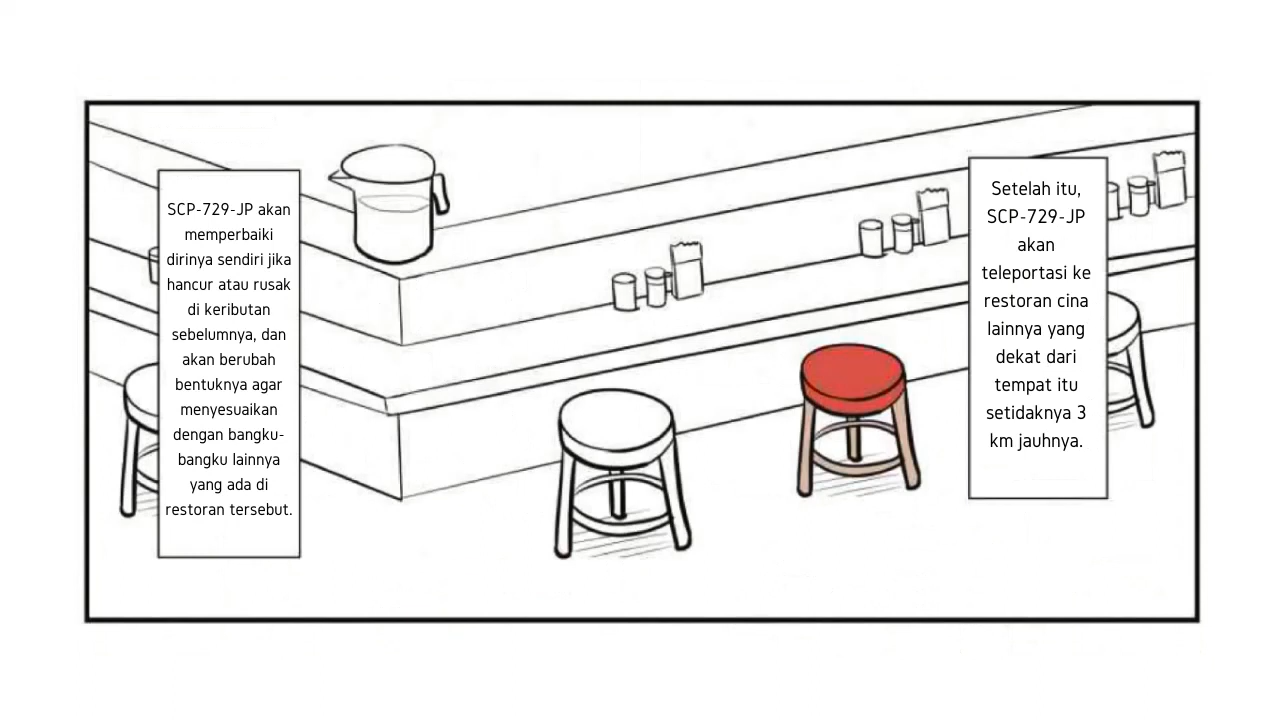 Setelah itu,
SCP-729-JP
akan
teleportasi ke
restoran cina
lainnya yang
dekat dari
tempat itu
setidaknya 3
km jauhnya.
SCP-729-JP akan
memperbaiki
dirinya sendiri jika
hancur atau rusak
di keributan
sebelumnya, dan
akan berubah
bentuknya agar
menyesuaikan
dengan bangku-
bangku lainnya
yang ada di
restoran tersebut.